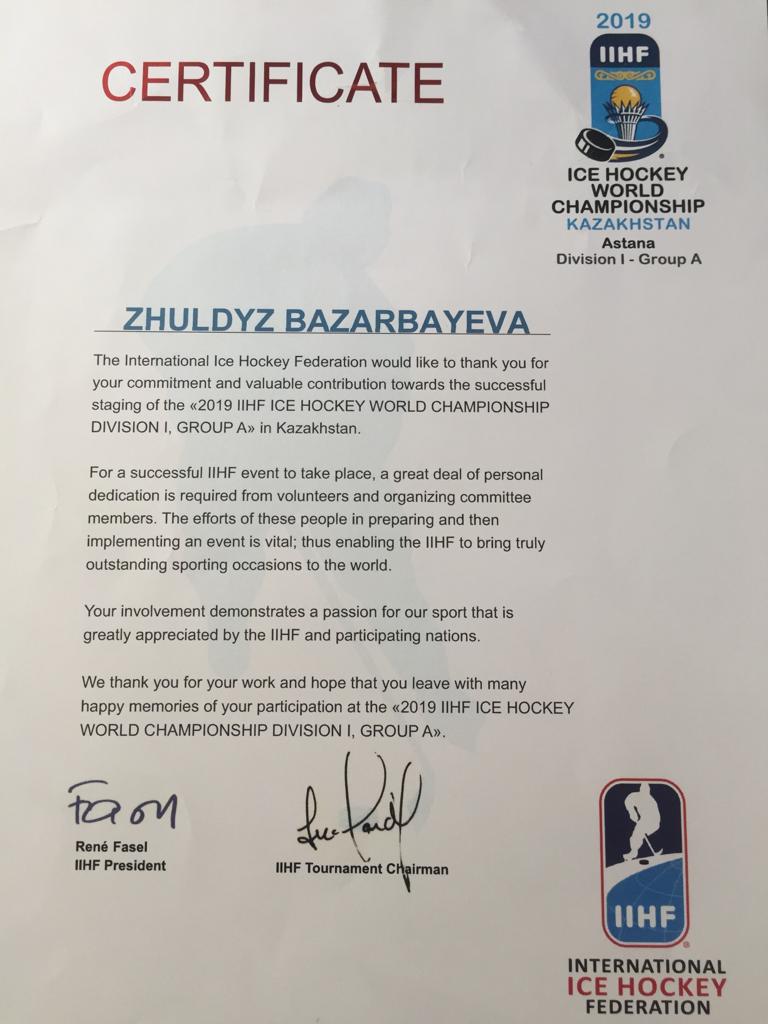 2019
IIHF
CERTIFICATE
ICE HOCKEY
WORLD
CHAMPIONSHIP
KAZAKHSTAN
Astana
Division I - Group A
ZHULDYZ BAZARBAYEVA
The International Ice Hockey Federation would like to thank you for
your commitment and valuable contribution towards the successful
staging of the «2019 IIHF ICE HOCKEY WORLD CHAMPIONSHIP
DIVISION I, GROUP A» in Kazakhstan.
For a successful IIHF event to take place, a great deal of personal
dedication is required from volunteers and organizing committee
members. The efforts of these people in preparing and then
implementing an event is vital; thus enabling the IIHF to bring truly
outstanding sporting occasions to the world.
Your involvement demonstrates a passion for our sport that is
greatly appreciated by the IIHF and participating nations.
We thank you for your work and hope that you leave with many
happy memories of your participation at the «2019 IIHF ICE HOCKEY
WORLD CHAMPIONSHIP DIVISION I, GROUP A».
René Fasel
IIHF President
IIHF Tournament Chairman
IIHF
INTERNATIONAL
ICE HOCKEY
FEDERATION